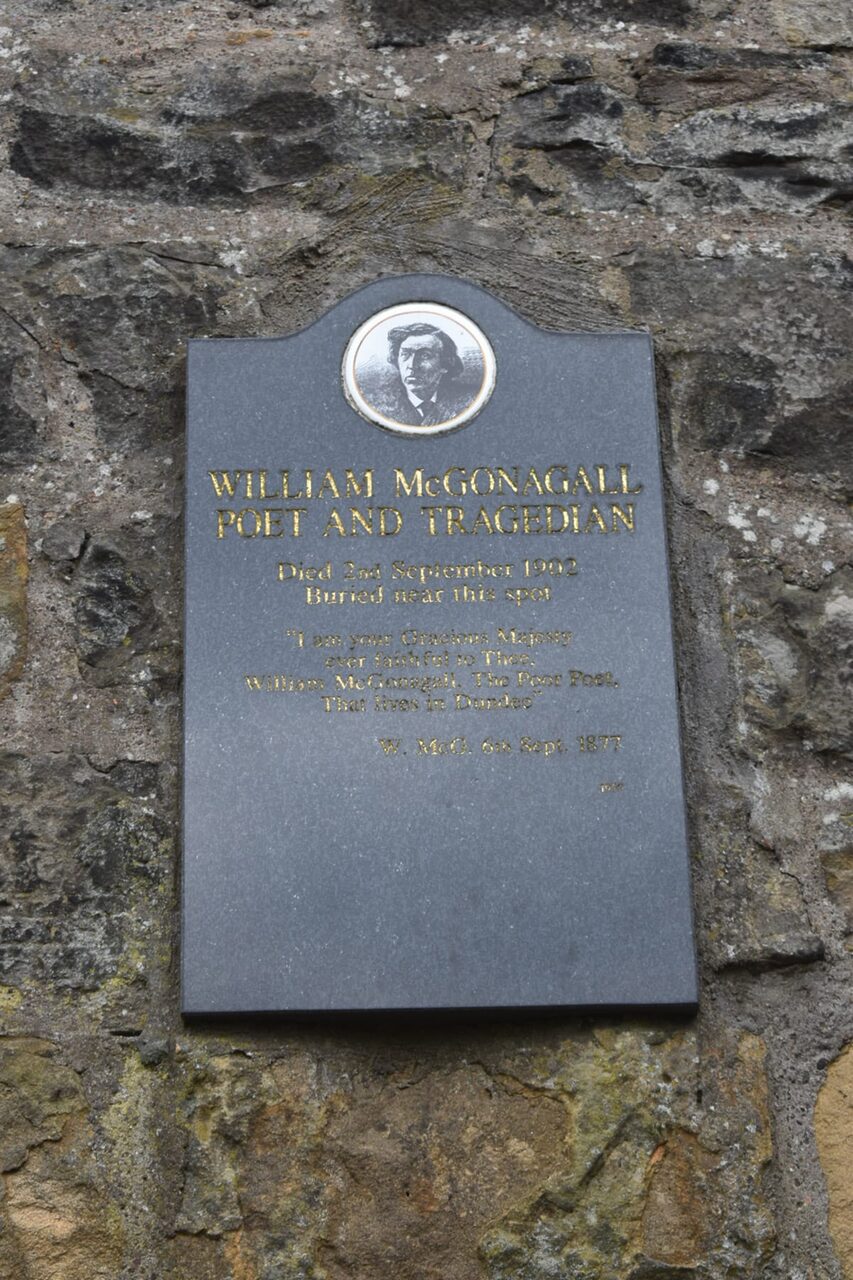 WILLIAM McGONAGALL
POET AND TRAGEDIAN
Died 2nd September 1902
Buried near this spot
"I am your Gracious Majesty
ever faithful to Thee,
William McGonagall, The Poor Poet,
That lives in Dundee"
W. McG. 6th Sept. 1877